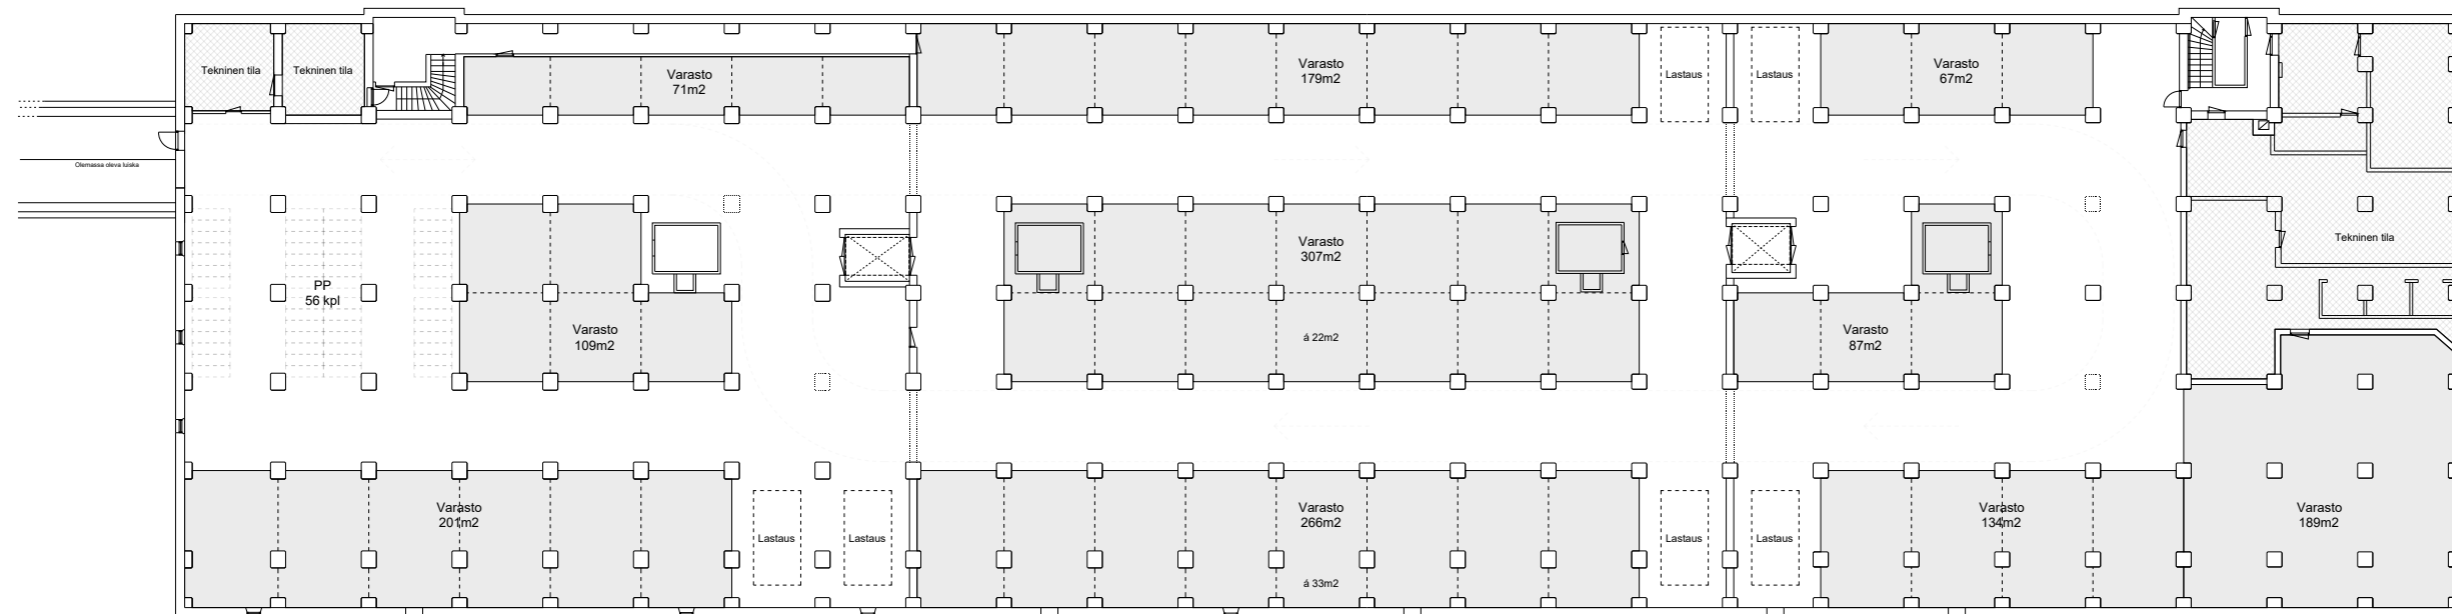 Tekninen tila
Tekninen tila
Varasto
71m2
Varasto
179m2
Lastaus
Lastaus
Varasto
67m2
Olemassa oleva luiska
PP
56 kpl
Varasto
109m2
Varasto
307m2
á 22m2
Varasto
87m2
Tekninen tila
Varasto
201m2
Lastaus
Lastaus
Varasto
266m2
á 33m2
Lastaus
Lastaus
Varasto
134m2
Varasto
189m2